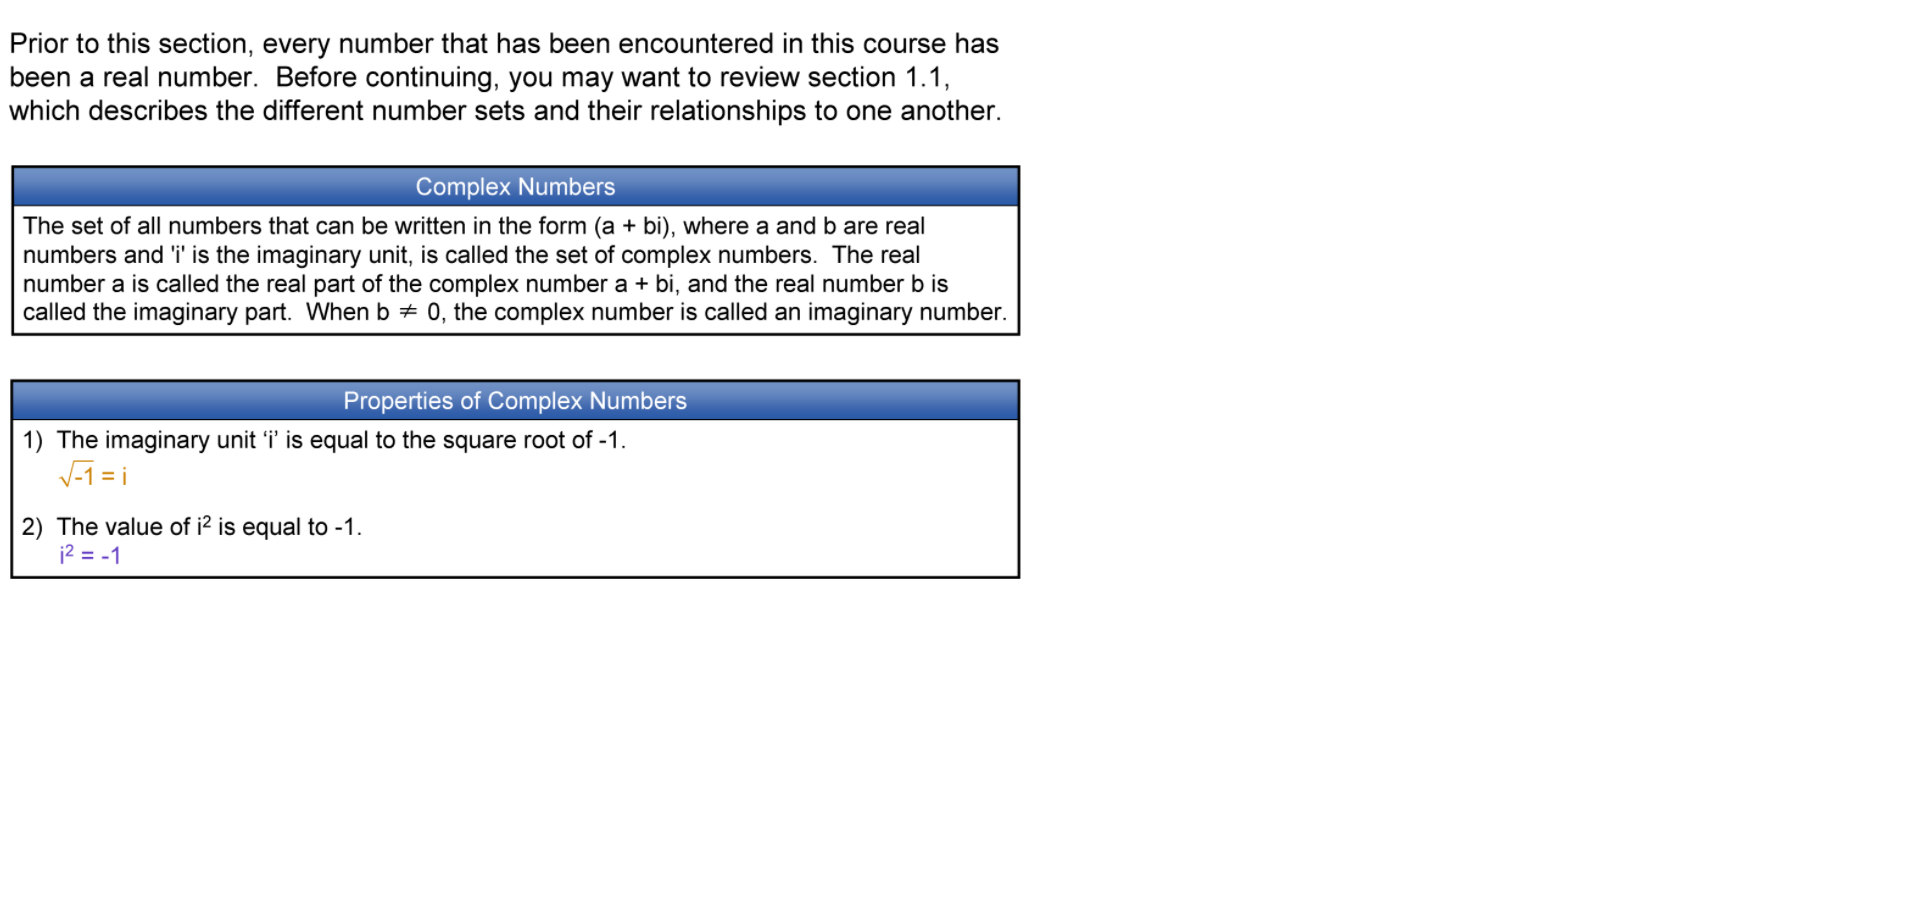 Prior to this section, every number that has been encountered in this course has
been a real number.  Before continuing, you may want to review section 1.1,
which describes the different number sets and their relationships to one another.
Complex Numbers
The set of all numbers that can be written in the form (a + bi), where a and b are real
numbers and 'i' is the imaginary unit, is called the set of complex numbers.  The real
number a is called the real part of the complex number a + bi, and the real number b is
called the imaginary part.  When b ≠ 0, the complex number is called an imaginary number.
Properties of Complex Numbers
1)  The imaginary unit ‘i’ is equal to the square root of -1.
√-1 = i
2)  The value of i² is equal to -1.
i² = -1